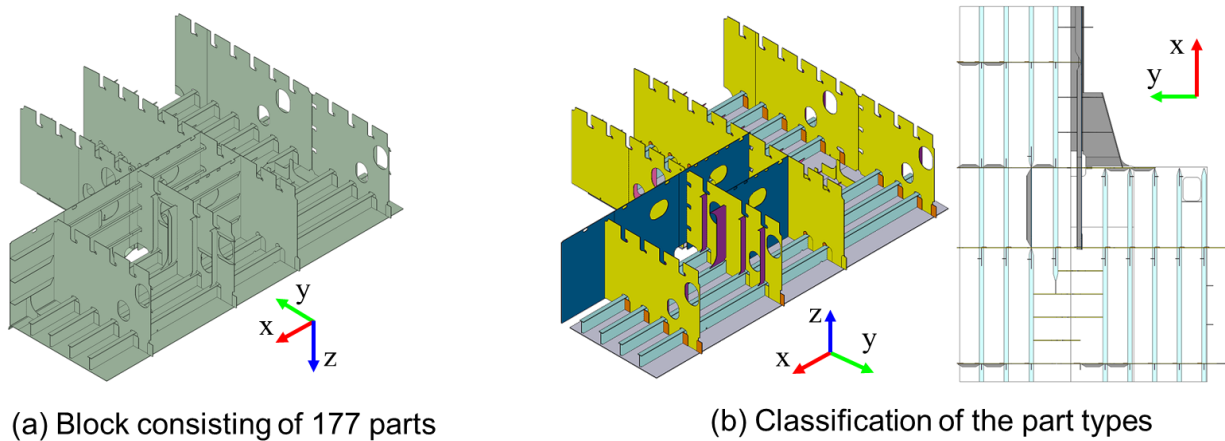 y
x
z
z
x
y
x
y
(a) Block consisting of 177 parts
(b) Classification of the part types